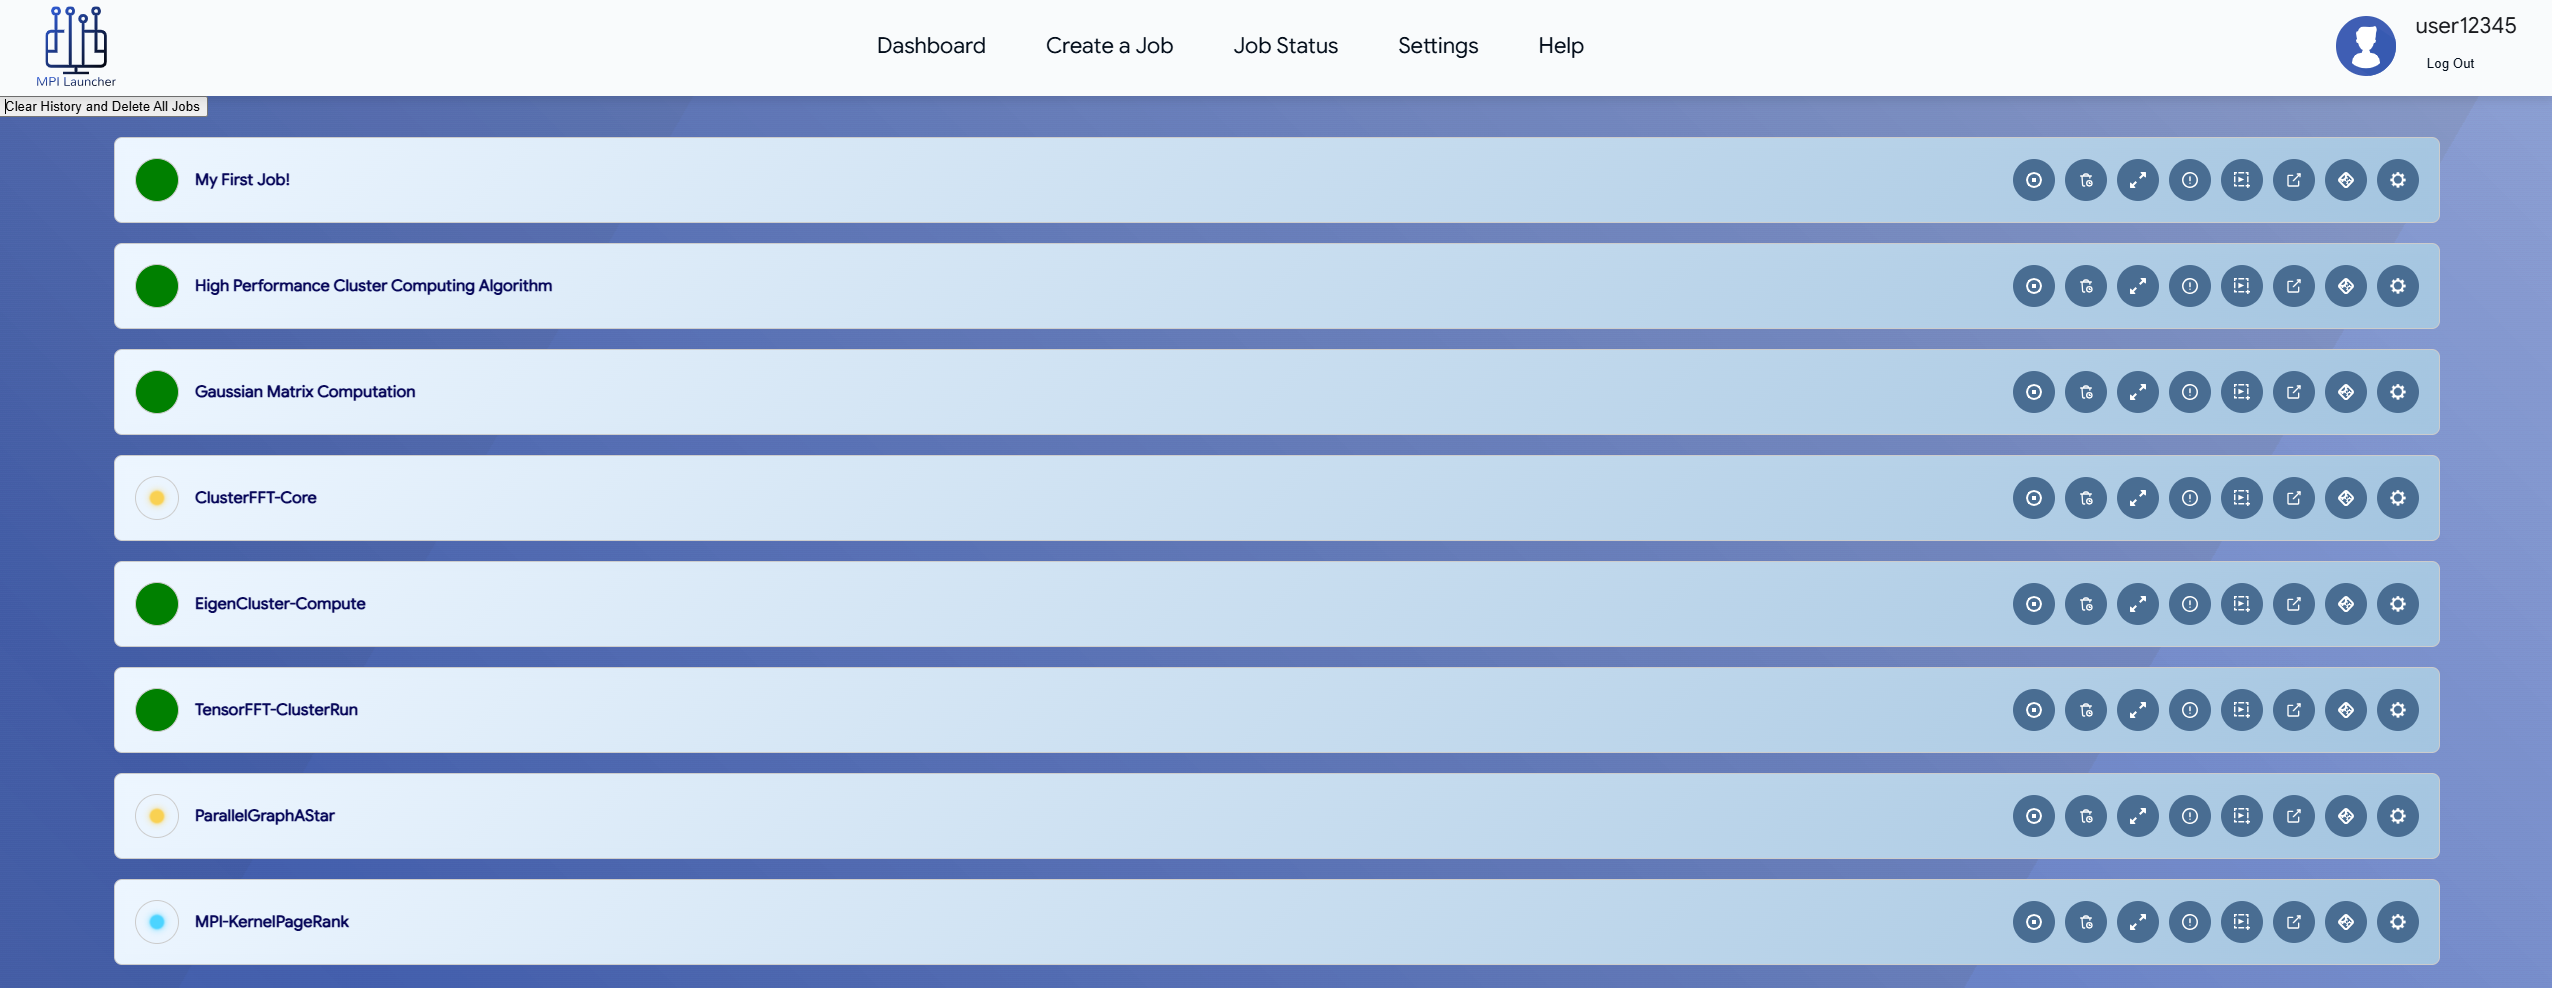 MPI Launcher
Dashboard
Create a Job
Job Status
Settings
Help
user12345
Log Out
Clear History and Delete All Jobs
My First Job!
High Performance Cluster Computing Algorithm
Gaussian Matrix Computation
ClusterFFT-Core
EigenCluster-Compute
TensorFFT-ClusterRun
ParallelGraphAStar
MPI-KernelPageRank